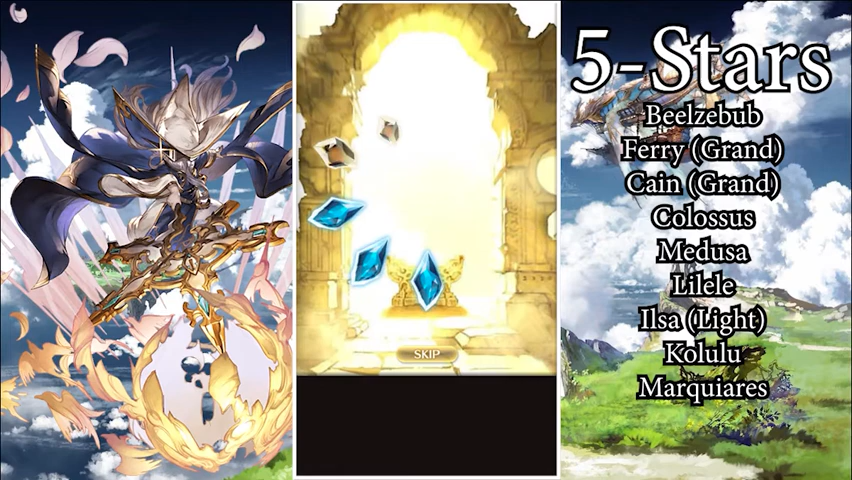 SKIP
5-Stars
Beelzebub
Ferry (Grand)
Cain (Grand)
Colossus
Medusa
Lilele
Ilsa (Light)
Kolulu
Marquiares